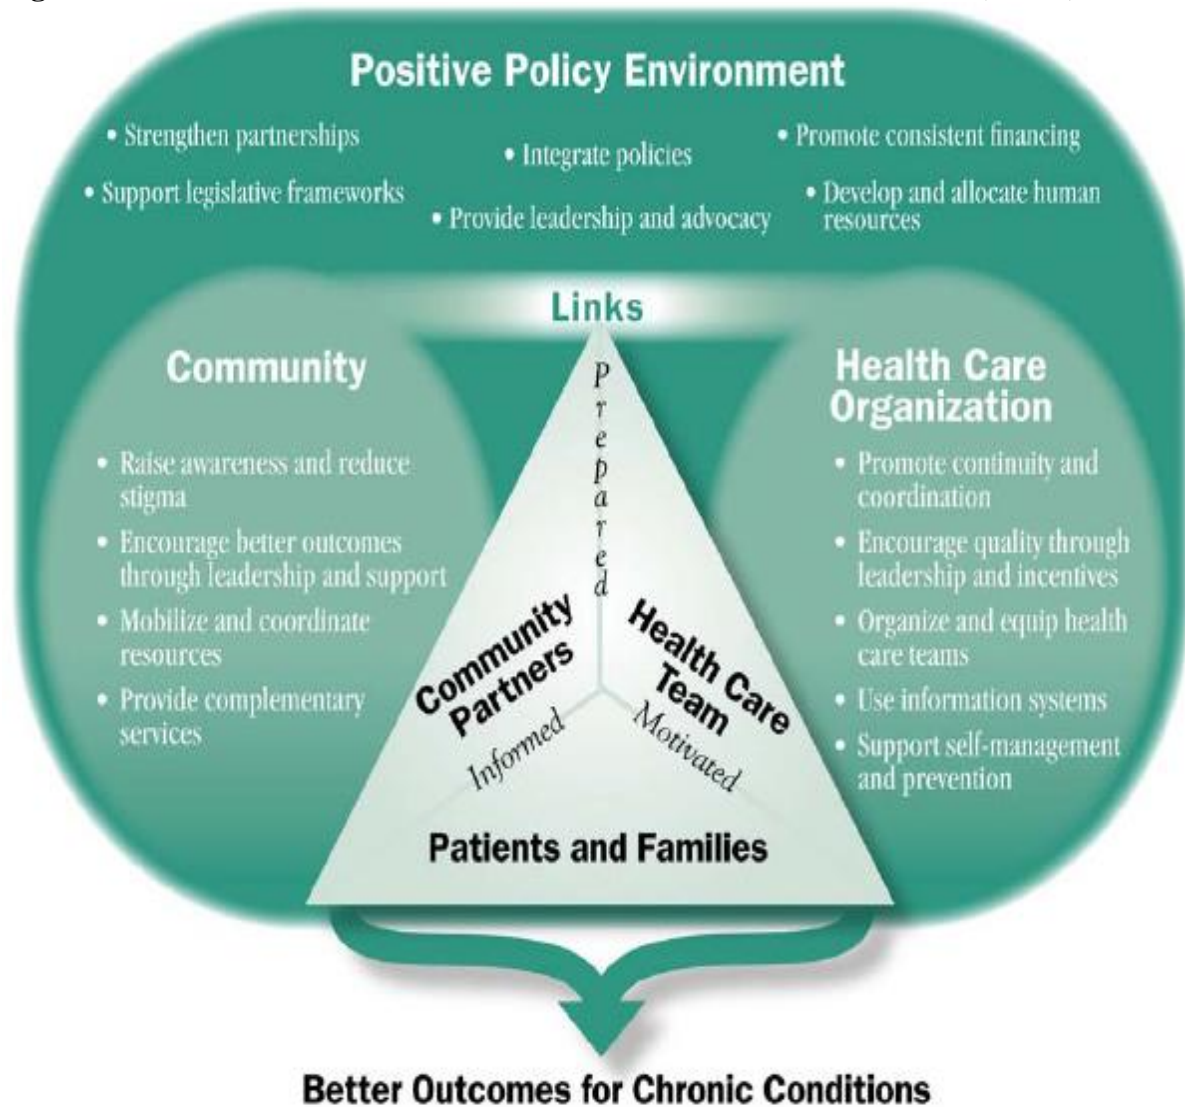 Positive Policy Environment
• Strengthen partnerships
• Support legislative frameworks
• Integrate policies
• Provide leadership and advocacy
• Promote consistent financing
• Develop and allocate human
resources
Links
Community
• Raise awareness and reduce
stigma
• Encourage better outcomes
through leadership and support
• Mobilize and coordinate
resources
• Provide complementary
services
Prepared
Community
Partners
Informed
Health Care
Team
Motivated
Patients and Families
Health Care
Organization
• Promote continuity and
coordination
• Encourage quality through
leadership and incentives
• Organize and equip health
care teams
• Use information systems
• Support self-management
and prevention
Better Outcomes for Chronic Conditions